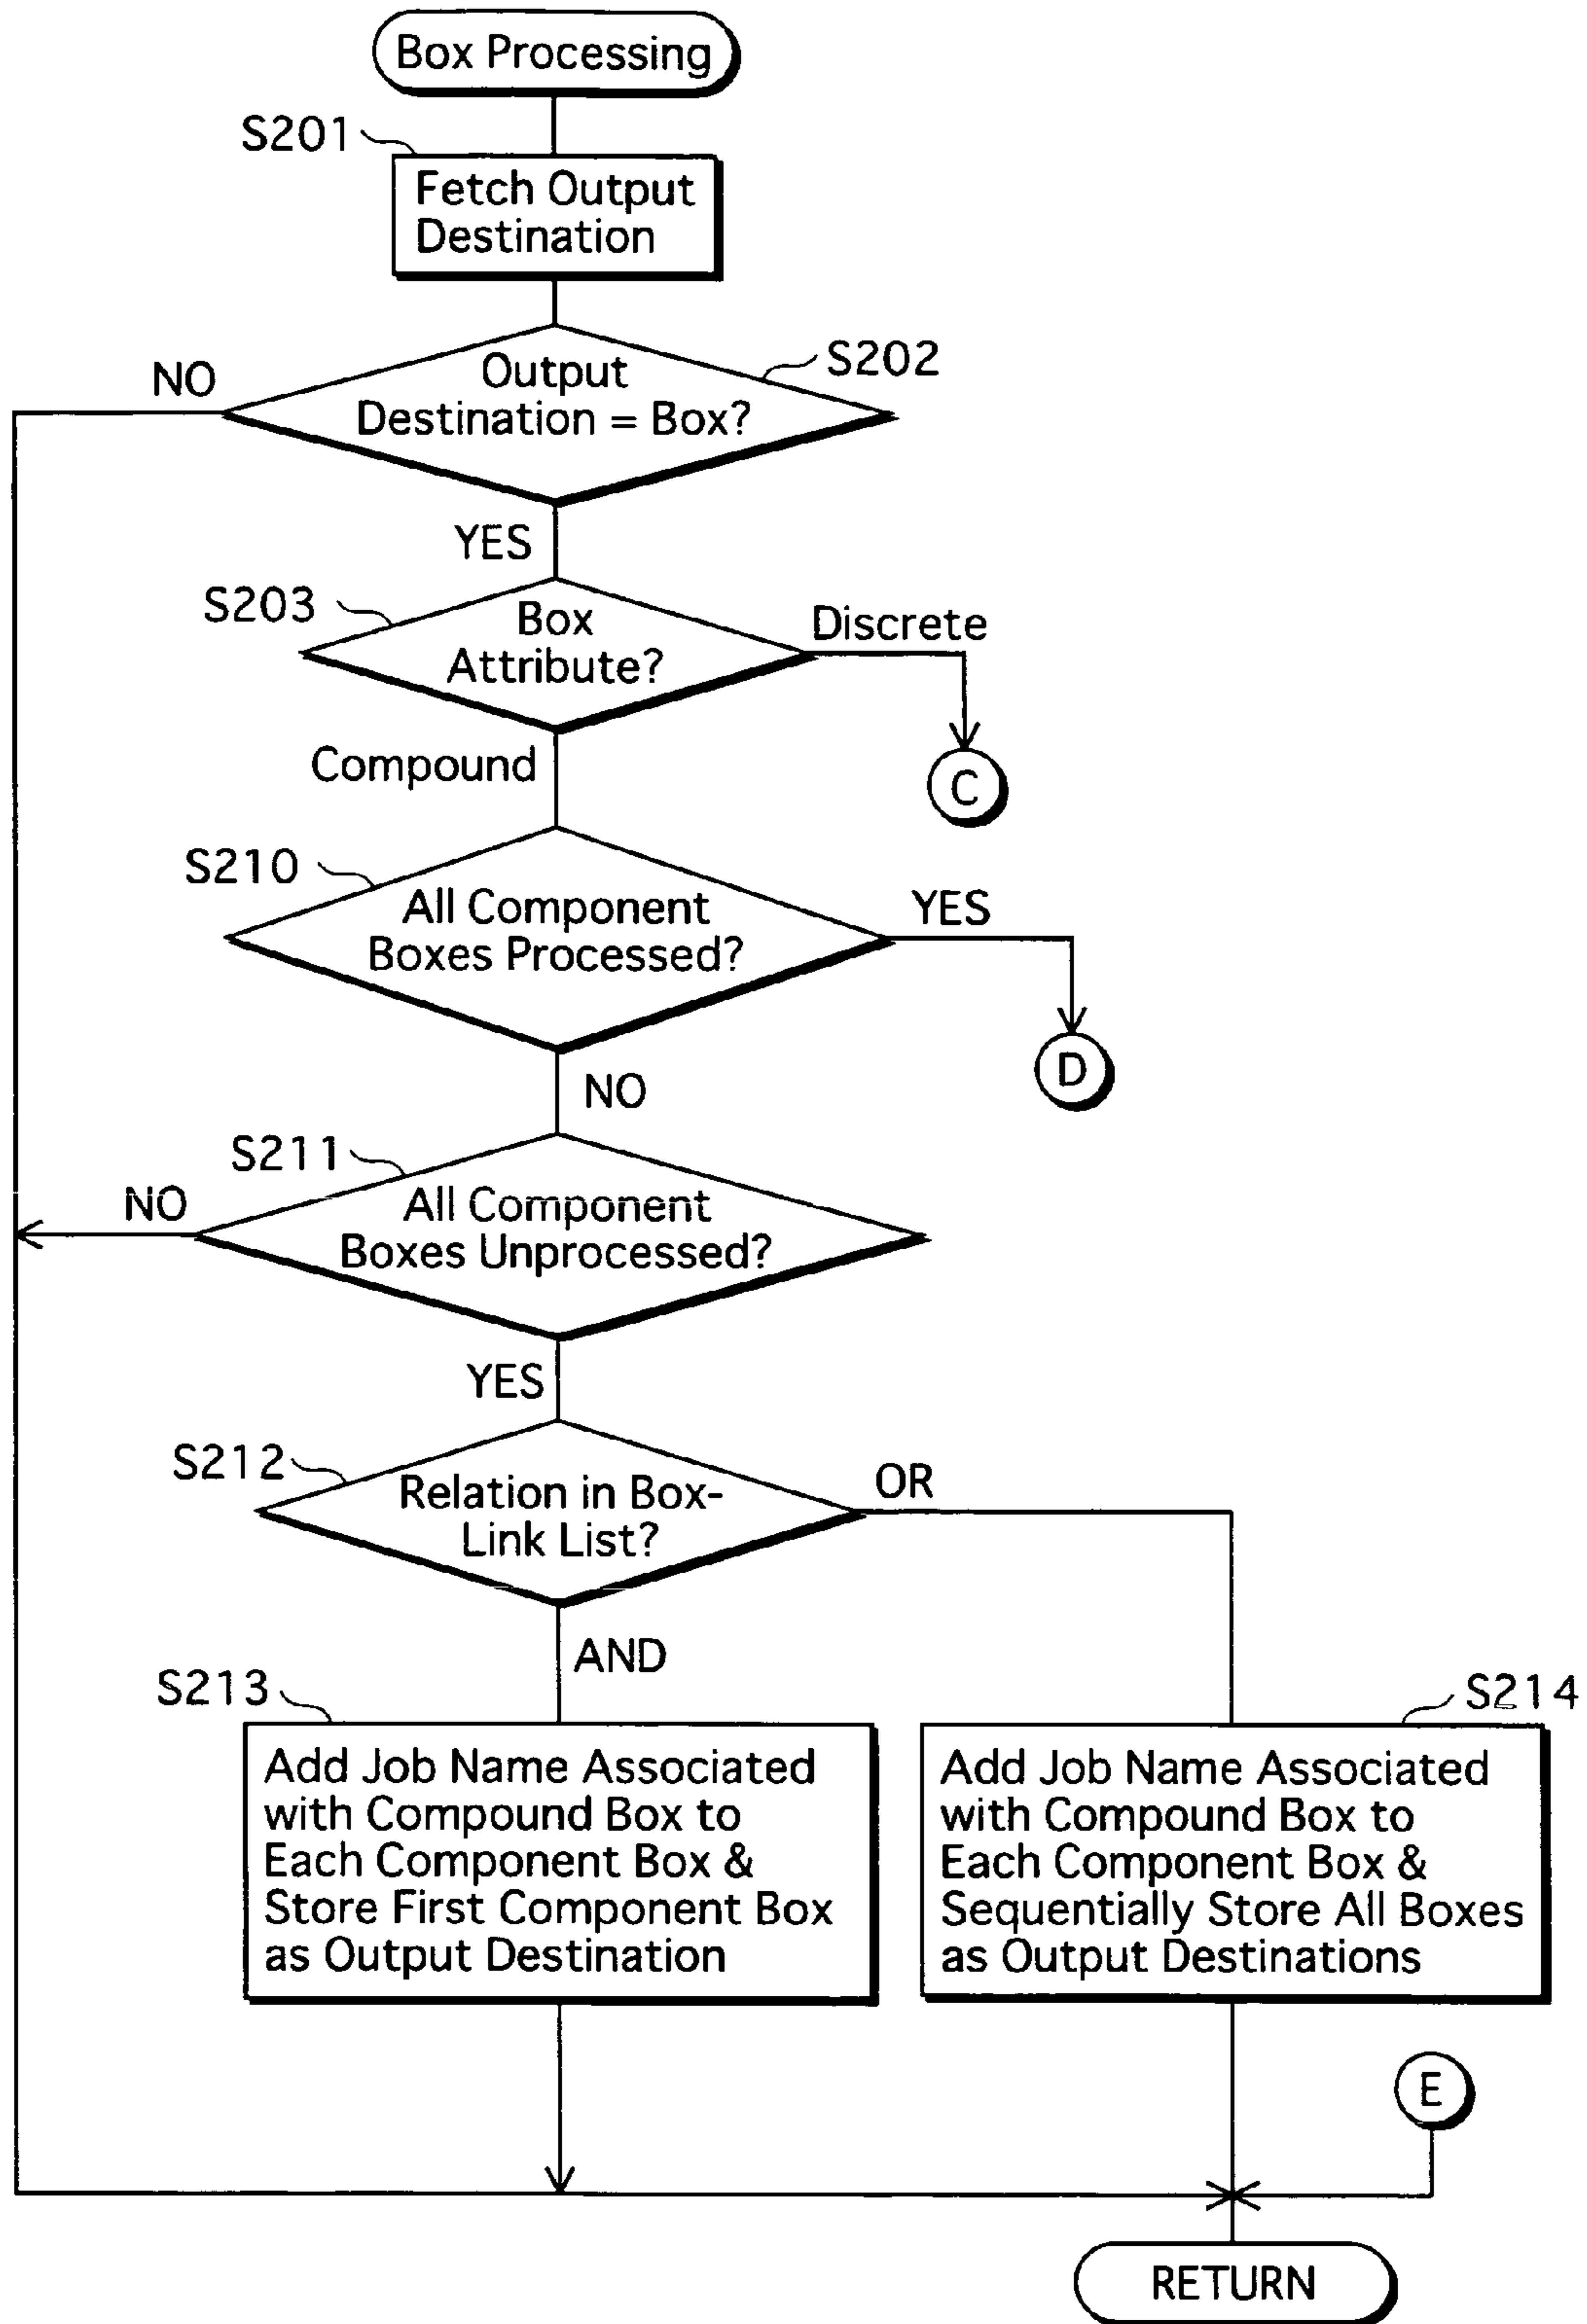 Box Processing
S201
Fetch Output
Destination
S202
NO
Output
Destination = Box?
YES
S203
Box
Attribute?
Discrete
C
Compound
S210
All Component
Boxes Processed?
YES
D
NO
S211
All Component
Boxes Unprocessed?
NO
YES
S212
Relation in Box-
Link List?
OR
AND
S213
Add Job Name Associated
with Compound Box to
Each Component Box &
Store First Component Box
as Output Destination
S214
Add Job Name Associated
with Compound Box to
Each Component Box &
Sequentially Store All Boxes
as Output Destinations
E
RETURN